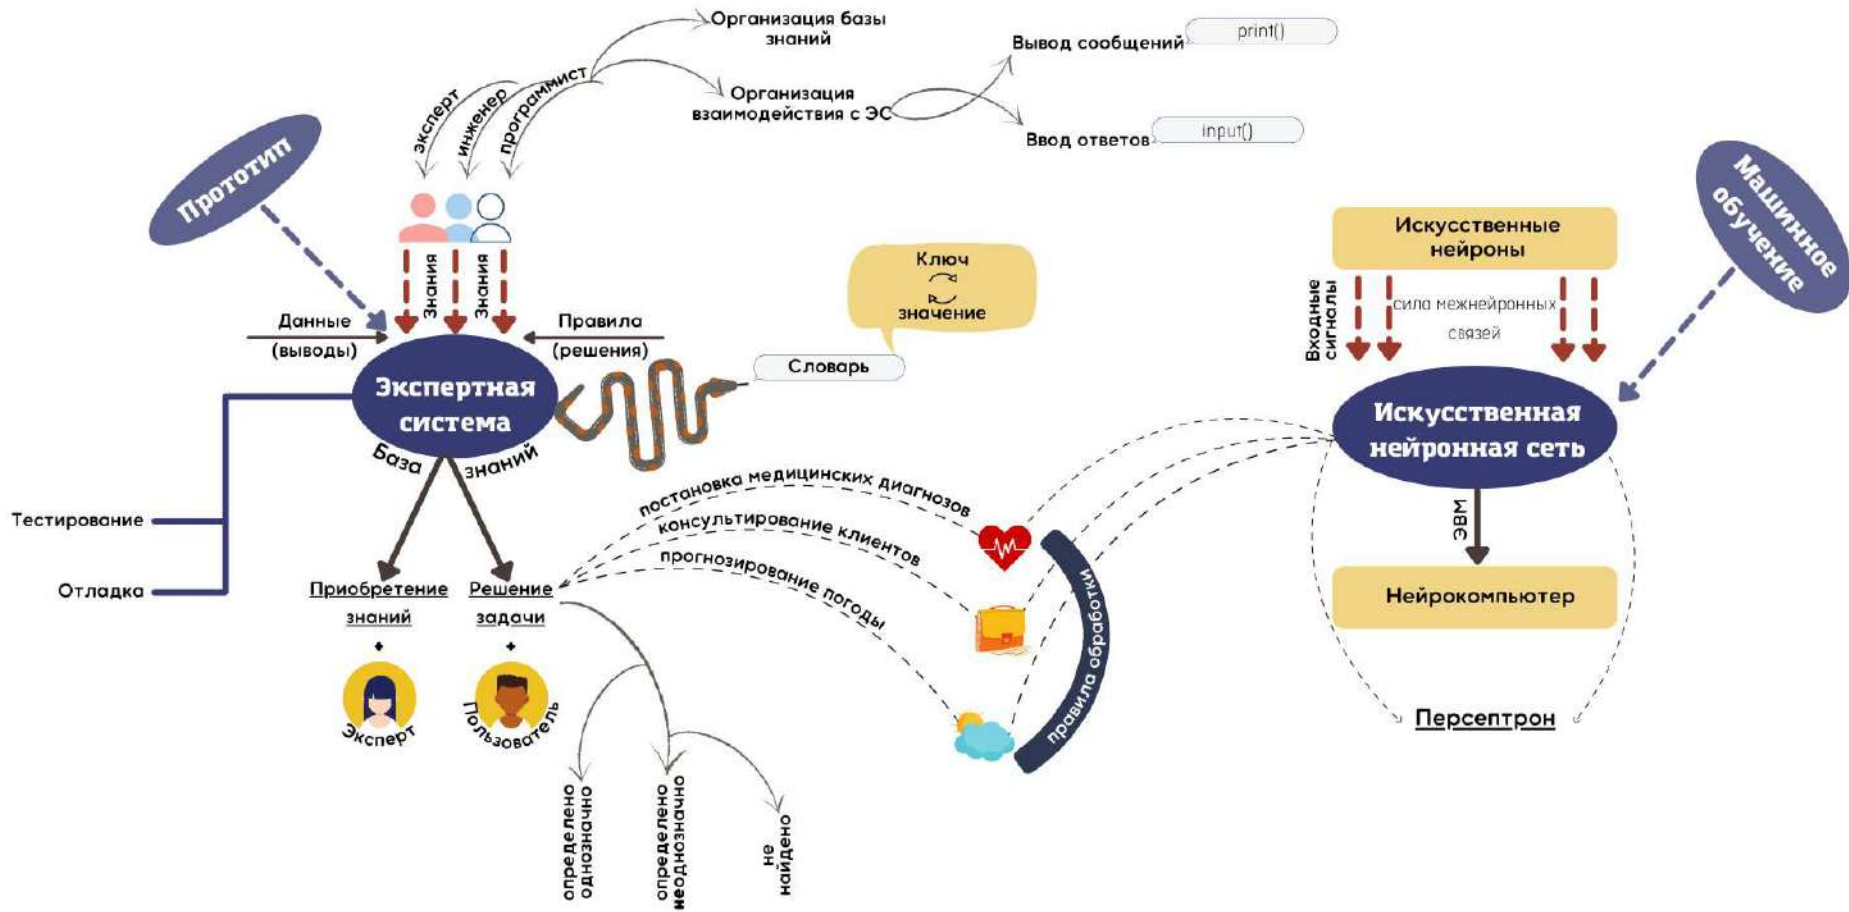 Организация базы
знаний
Вывод сообщений
print()
эксперт
инженер
программист
Организация
взаимодействия с ЭС
Ввод ответов
input()
Прототип
Машинное
обучение
Искусственные
нейроны
Знания
Знания
Ключ
значение
Входные
сигналы
сила межнейронных
связей
Данные
(выводы)
Правила
(решения)
Словарь
Экспертная
система
База знаний
Искусственная
нейронная сеть
постановка медицинских диагнозов
консультирование клиентов
прогнозирование погоды
ЭВМ
Тестирование
Отладка
Приобретение
знаний
+
Эксперт
Решение
задачи
+
Пользователь
правила обработки
Нейрокомпьютер
Персептрон
определено
однозначно
определено
неоднозначно
не
найдено